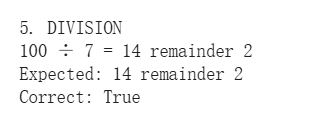 5. DIVISION
100 ÷ 7 = 14 remainder 2
Expected: 14 remainder 2
Correct: True